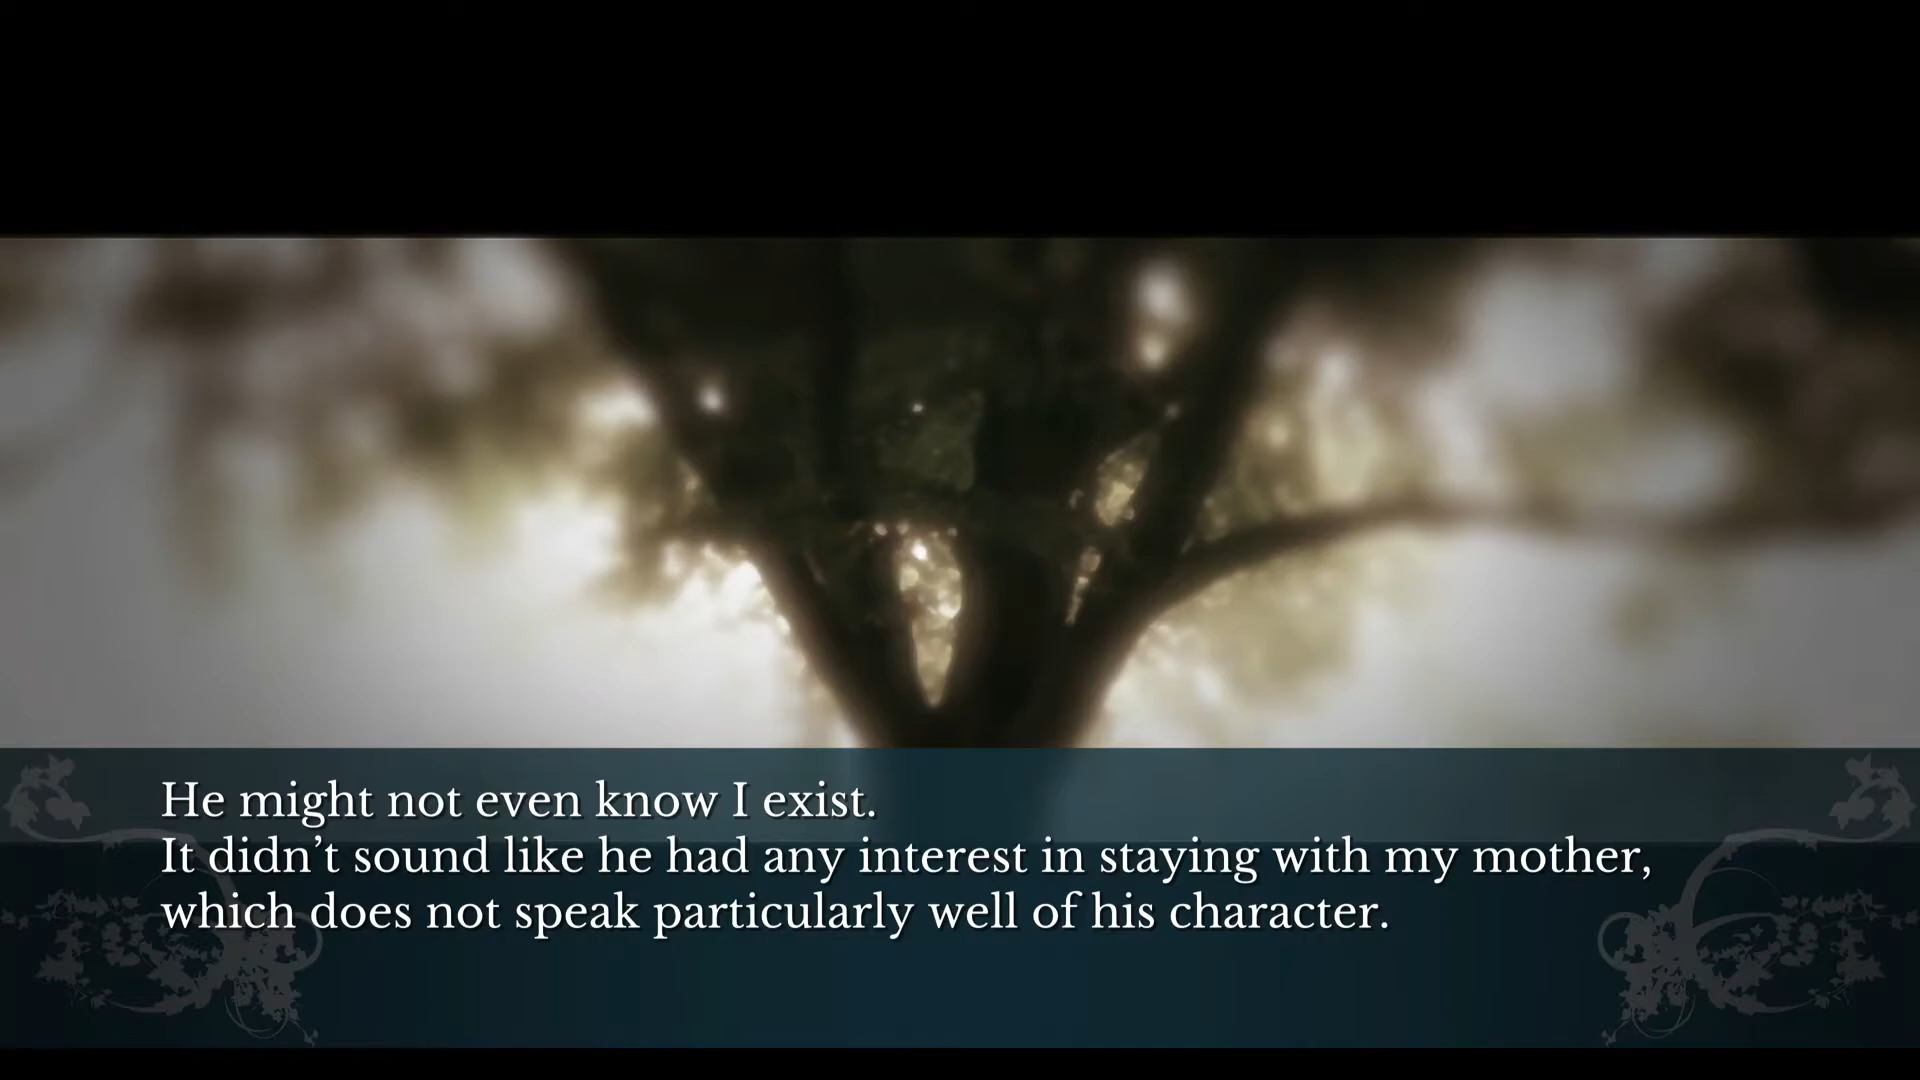 He might not even know I exist.
It didn’t sound like he had any interest in staying with my mother,
which does not speak particularly well of his character.